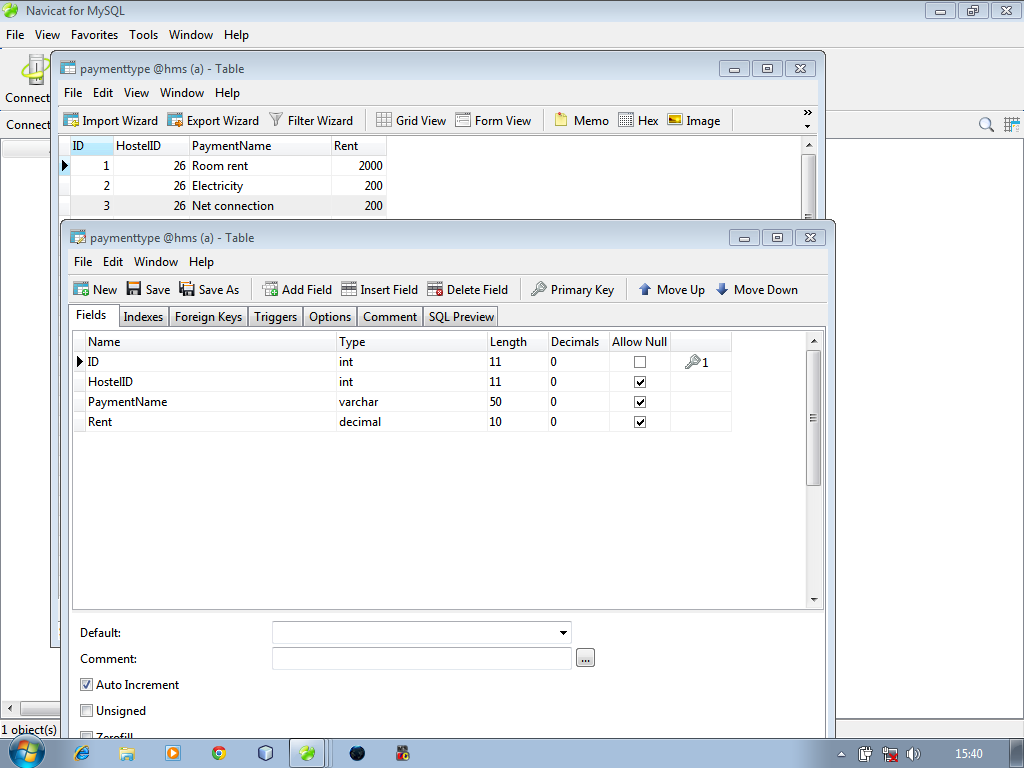 Navicat for MySQL
File View Favorites Tools Window Help
Connect
Connect
paymenttype @hms (a) - Table
File Edit View Window Help
Import Wizard Export Wizard Filter Wizard Grid View Form View Memo Hex Image »
ID HostelID PaymentName Rent
1 26 Room rent 2000
2 26 Electricity 200
3 26 Net connection 200
paymenttype @hms (a) - Table
File Edit Window Help
New Save Save As Add Field Insert Field Delete Field Primary Key Move Up Move Down
Fields Indexes Foreign Keys Triggers Options Comment SQL Preview
Name Type Length Decimals Allow Null
ID int 11 0 1
HostelID int 11 0
PaymentName varchar 50 0
Rent decimal 10 0
Default:
Comment: ...
Auto Increment
Unsigned
Zerofill
1 object(s)
15:40